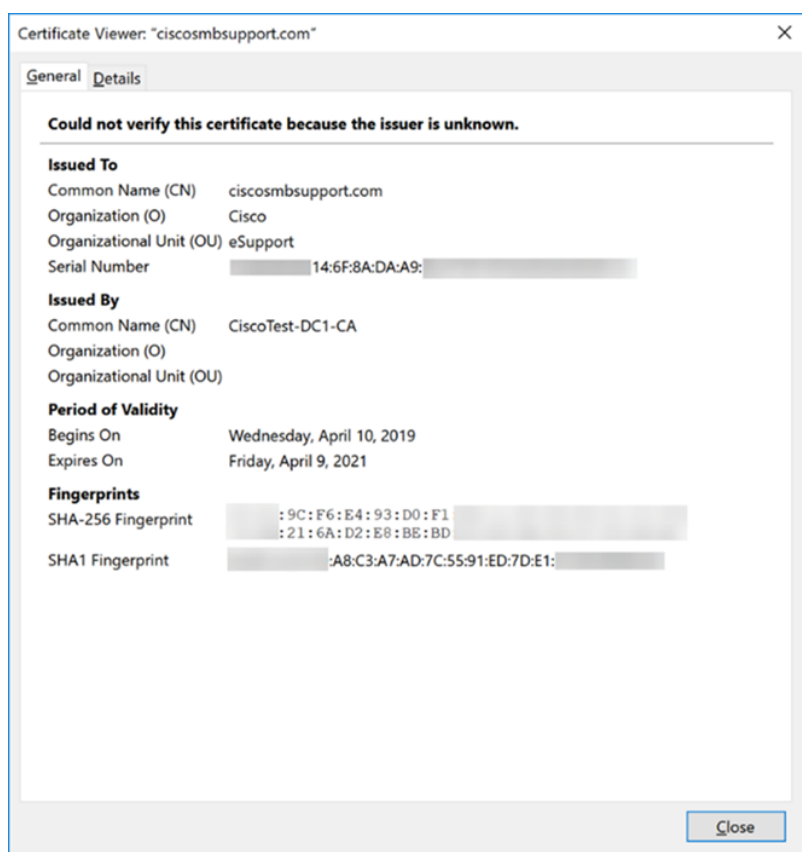 Certificate Viewer: "ciscosmbsupport.com"
General Details
Could not verify this certificate because the issuer is unknown.
Issued To
Common Name (CN) ciscosmbsupport.com
Organization (O) Cisco
Organizational Unit (OU) eSupport
Serial Number 14:6F:8A:DA:A9:
Issued By
Common Name (CN) CiscoTest-DC1-CA
Organization (O)
Organizational Unit (OU)
Period of Validity
Begins On Wednesday, April 10, 2019
Expires On Friday, April 9, 2021
Fingerprints
SHA-256 Fingerprint :9C:F6:E4:93:D0:F1
:21:6A:D2:E8:BE:BD
SHA1 Fingerprint :A8:C3:A7:AD:7C:55:91:ED:7D:E1:
Close